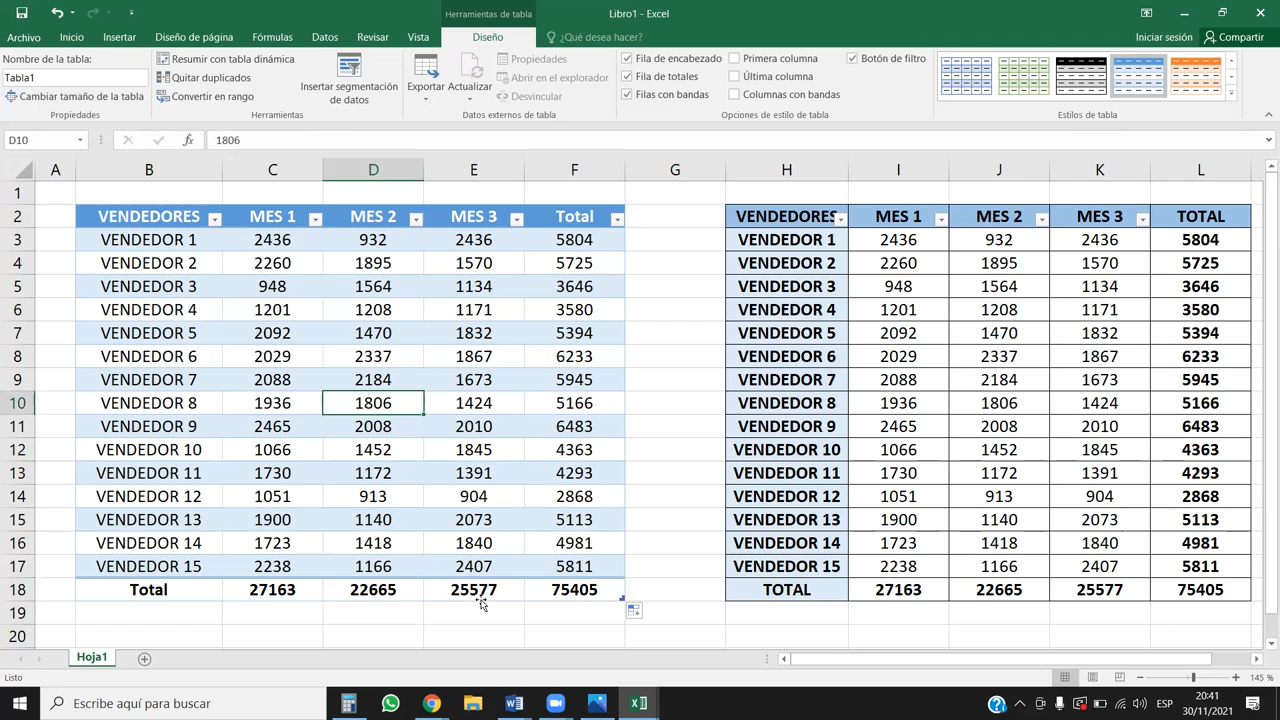 Herramientas de tabla
Libro1 - Excel
Archivo Inicio Insertar Diseño de página Fórmulas Datos Revisar Vista Diseño ¿Qué desea hacer? Iniciar sesión Compartir
Nombre de la tabla:
Tabla1
Cambiar tamaño de la tabla
Propiedades
Resumir con tabla dinámica
Quitar duplicados
Convertir en rango
Insertar segmentación
de datos
Herramientas
Exportar Actualizar
Propiedades
Abrir en el explorador
Desvincular
Datos externos de tabla
Fila de encabezado Primera columna Botón de filtro
Fila de totales Última columna
Filas con bandas Columnas con bandas
Opciones de estilo de tabla
Estilos de tabla
D10 fx 1806
A B C D E F G H I J K L
1
2 VENDEDORES MES 1 MES 2 MES 3 Total VENDEDORES MES 1 MES 2 MES 3 TOTAL
3 VENDEDOR 1 2436 932 2436 5804 VENDEDOR 1 2436 932 2436 5804
4 VENDEDOR 2 2260 1895 1570 5725 VENDEDOR 2 2260 1895 1570 5725
5 VENDEDOR 3 948 1564 1134 3646 VENDEDOR 3 948 1564 1134 3646
6 VENDEDOR 4 1201 1208 1171 3580 VENDEDOR 4 1201 1208 1171 3580
7 VENDEDOR 5 2092 1470 1832 5394 VENDEDOR 5 2092 1470 1832 5394
8 VENDEDOR 6 2029 2337 1867 6233 VENDEDOR 6 2029 2337 1867 6233
9 VENDEDOR 7 2088 2184 1673 5945 VENDEDOR 7 2088 2184 1673 5945
10 VENDEDOR 8 1936 1806 1424 5166 VENDEDOR 8 1936 1806 1424 5166
11 VENDEDOR 9 2465 2008 2010 6483 VENDEDOR 9 2465 2008 2010 6483
12 VENDEDOR 10 1066 1452 1845 4363 VENDEDOR 10 1066 1452 1845 4363
13 VENDEDOR 11 1730 1172 1391 4293 VENDEDOR 11 1730 1172 1391 4293
14 VENDEDOR 12 1051 913 904 2868 VENDEDOR 12 1051 913 904 2868
15 VENDEDOR 13 1900 1140 2073 5113 VENDEDOR 13 1900 1140 2073 5113
16 VENDEDOR 14 1723 1418 1840 4981 VENDEDOR 14 1723 1418 1840 4981
17 VENDEDOR 15 2238 1166 2407 5811 VENDEDOR 15 2238 1166 2407 5811
18 Total 27163 22665 25577 75405 TOTAL 27163 22665 25577 75405
19
20
Hoja1
Listo
145 %
Escribe aquí para buscar
ESP
20:41
30/11/2021